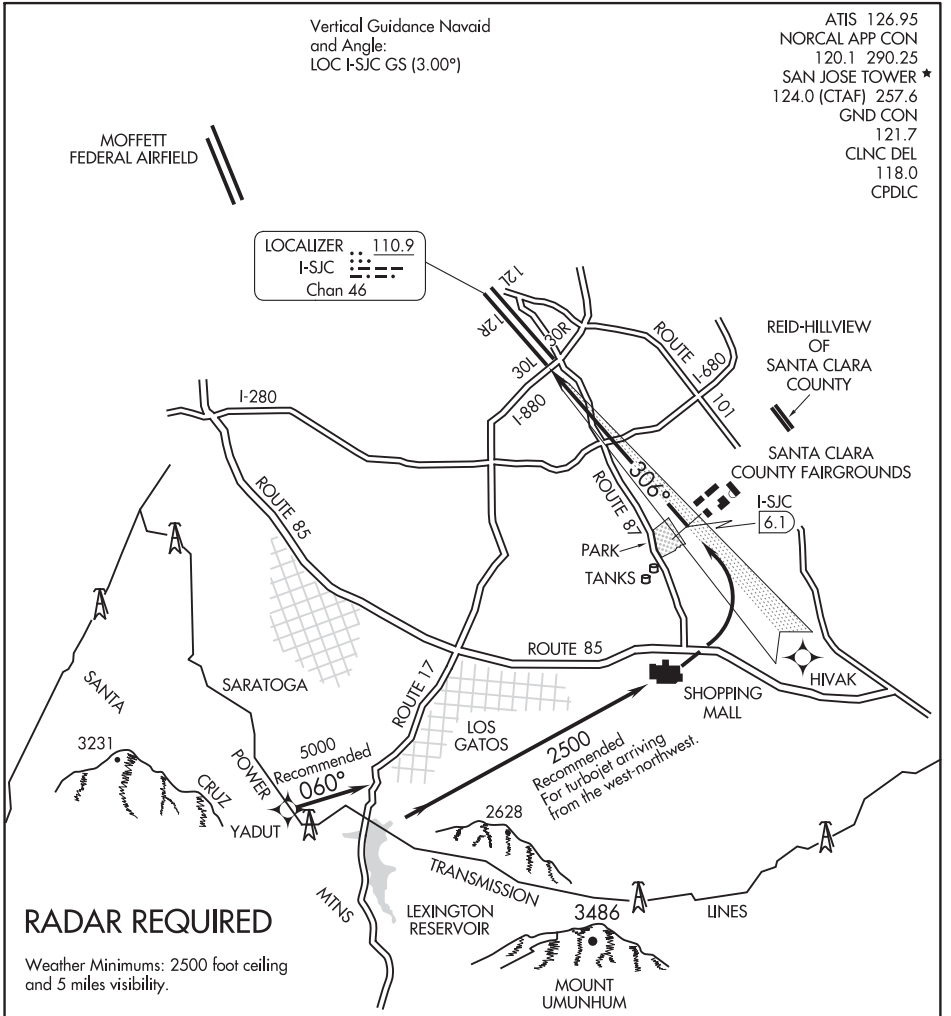 Vertical Guidance Navaid
and Angle:
LOC I-SJC GS (3.00°)
ATIS 126.95
NORCAL APP CON
120.1 290.25
SAN JOSE TOWER ★
124.0 (CTAF) 257.6
GND CON
121.7
CLNC DEL
118.0
CPDLC
MOFFETT
FEDERAL AIRFIELD
LOCALIZER 110.9
I-SJC
Chan 46
12L
12R
30R
30L
ROUTE
101
I-680
I-880
I-280
REID-HILLVIEW
OF
SANTA CLARA
COUNTY
SANTA CLARA
COUNTY FAIRGROUNDS
306°
I-SJC
6.1
ROUTE 85
ROUTE 87
PARK
TANKS
ROUTE 85
HIVAK
SHOPPING
MALL
SARATOGA
ROUTE 17
LOS
GATOS
2500
Recommended
For turbojet arriving
from the west-northwest.
SANTA
CRUZ
MTNS
3231
5000
Recommended
060°
YADUT
POWER
TRANSMISSION
LINES
2628
LEXINGTON
RESERVOIR
3486
MOUNT
UMUNHUM
RADAR REQUIRED
Weather Minimums: 2500 foot ceiling
and 5 miles visibility.